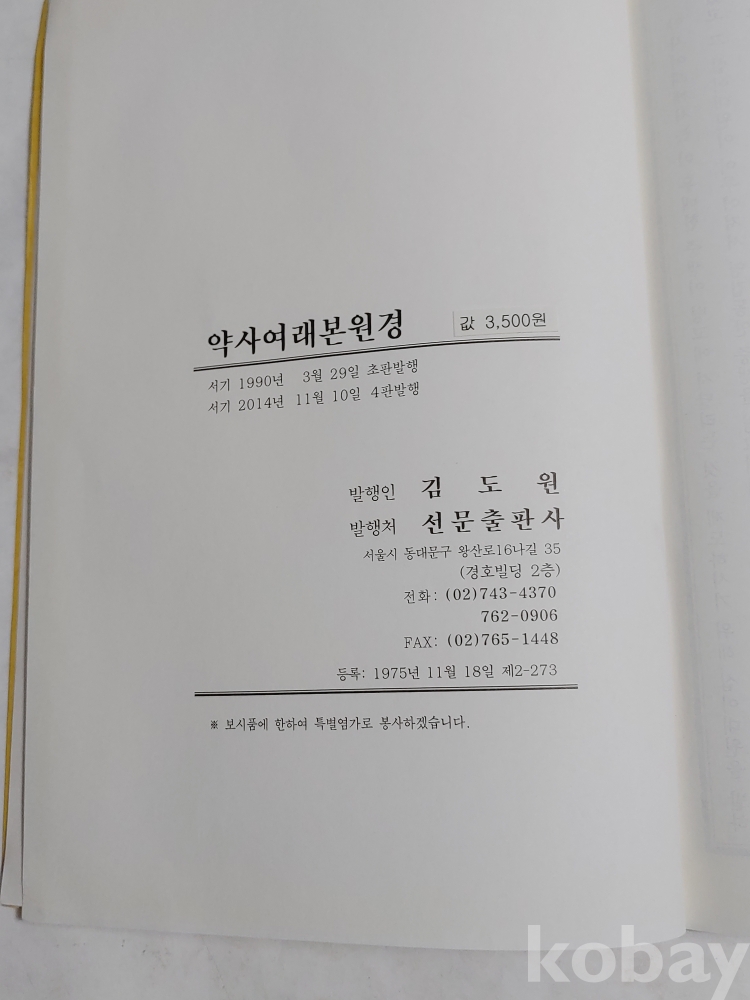 약사여래본원경 값 3,500원
서기 1990년 3월 29일 초판발행
서기 2014년 11월 10일 4판발행
발행인 김 도 원
발행처 선문출판사
서울시 동대문구 왕산로16나길 35
(경호빌딩 2층)
전화: (02)743-4370
762-0906
FAX: (02)765-1448
등록: 1975년 11월 18일 제2-273
※ 보시품에 한하여 특별염가로 봉사하겠습니다.
kobay